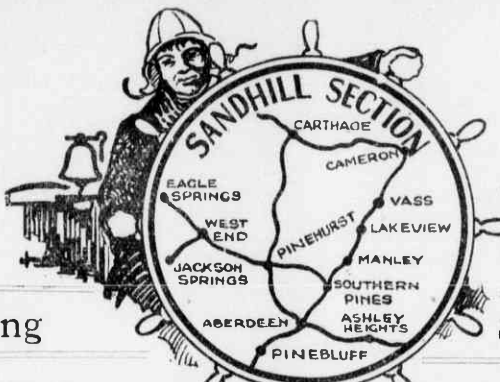 SANDHILL SECTION
CARTHAGE
CAMERON
EAGLE
SPRINGS
VASS
WEST
END
PINEHURST
LAKEVIEW
JACKSON
SPRINGS
MANLEY
SOUTHERN
PINES
ng
ABERDEEN
ASHLEY
HEIGHTS
PINEBLUFF